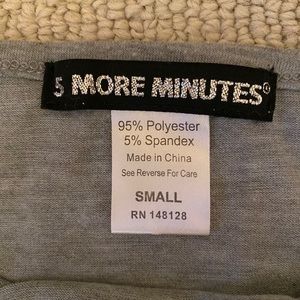 5 MORE MINUTES®
95% Polyester
5% Spandex
Made in China
See Reverse For Care
SMALL
RN 148128